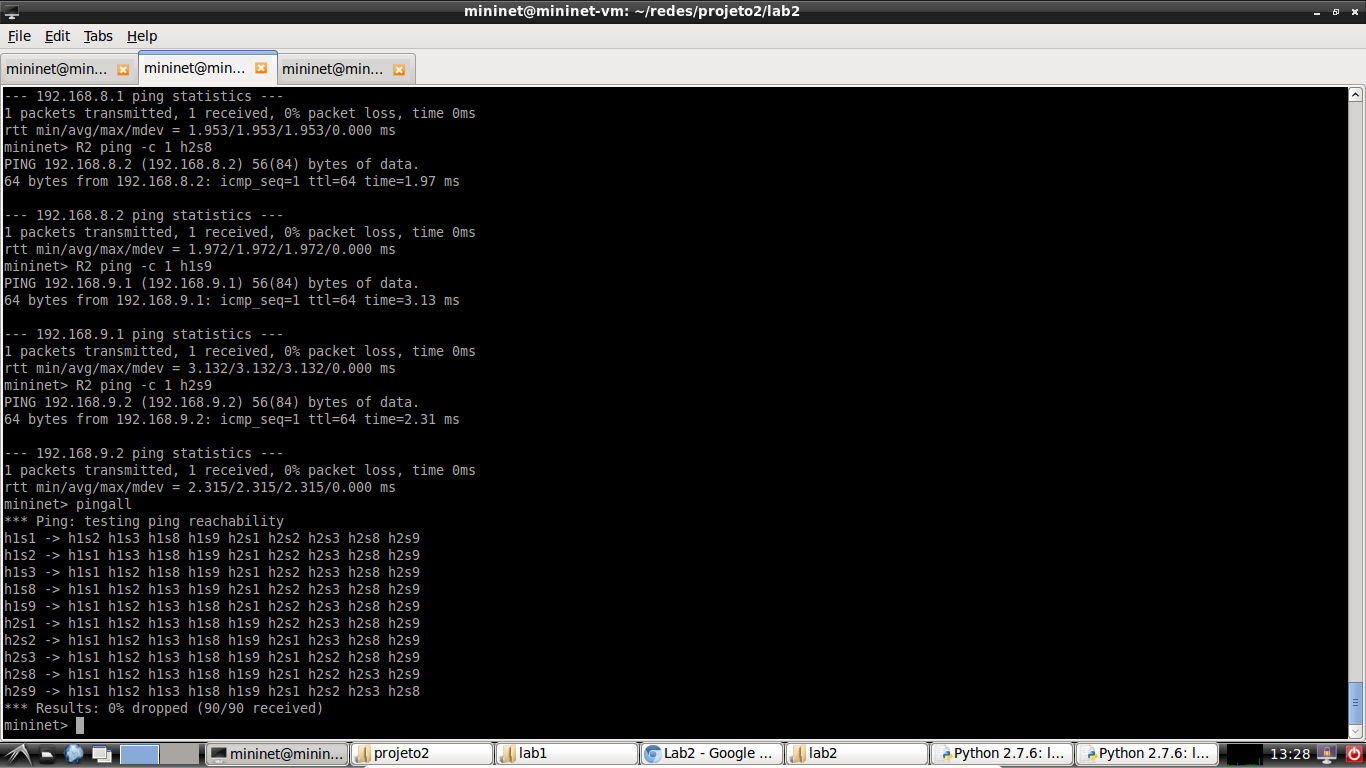 mininet@mininet-vm: ~/redes/projeto2/lab2
File Edit Tabs Help
mininet@min... mininet@min... mininet@min...
--- 192.168.8.1 ping statistics ---
1 packets transmitted, 1 received, 0% packet loss, time 0ms
rtt min/avg/max/mdev = 1.953/1.953/1.953/0.000 ms
mininet> R2 ping -c 1 h2s8
PING 192.168.8.2 (192.168.8.2) 56(84) bytes of data.
64 bytes from 192.168.8.2: icmp_seq=1 ttl=64 time=1.97 ms
--- 192.168.8.2 ping statistics ---
1 packets transmitted, 1 received, 0% packet loss, time 0ms
rtt min/avg/max/mdev = 1.972/1.972/1.972/0.000 ms
mininet> R2 ping -c 1 h1s9
PING 192.168.9.1 (192.168.9.1) 56(84) bytes of data.
64 bytes from 192.168.9.1: icmp_seq=1 ttl=64 time=3.13 ms
--- 192.168.9.1 ping statistics ---
1 packets transmitted, 1 received, 0% packet loss, time 0ms
rtt min/avg/max/mdev = 3.132/3.132/3.132/0.000 ms
mininet> R2 ping -c 1 h2s9
PING 192.168.9.2 (192.168.9.2) 56(84) bytes of data.
64 bytes from 192.168.9.2: icmp_seq=1 ttl=64 time=2.31 ms
--- 192.168.9.2 ping statistics ---
1 packets transmitted, 1 received, 0% packet loss, time 0ms
rtt min/avg/max/mdev = 2.315/2.315/2.315/0.000 ms
mininet> pingall
*** Ping: testing ping reachability
h1s1 -> h1s2 h1s3 h1s8 h1s9 h2s1 h2s2 h2s3 h2s8 h2s9
h1s2 -> h1s1 h1s3 h1s8 h1s9 h2s1 h2s2 h2s3 h2s8 h2s9
h1s3 -> h1s1 h1s2 h1s8 h1s9 h2s1 h2s2 h2s3 h2s8 h2s9
h1s8 -> h1s1 h1s2 h1s3 h1s9 h2s1 h2s2 h2s3 h2s8 h2s9
h1s9 -> h1s1 h1s2 h1s3 h1s8 h2s1 h2s2 h2s3 h2s8 h2s9
h2s1 -> h1s1 h1s2 h1s3 h1s8 h1s9 h2s2 h2s3 h2s8 h2s9
h2s2 -> h1s1 h1s2 h1s3 h1s8 h1s9 h2s1 h2s3 h2s8 h2s9
h2s3 -> h1s1 h1s2 h1s3 h1s8 h1s9 h2s1 h2s2 h2s8 h2s9
h2s8 -> h1s1 h1s2 h1s3 h1s8 h1s9 h2s1 h2s2 h2s3 h2s9
h2s9 -> h1s1 h1s2 h1s3 h1s8 h1s9 h2s1 h2s2 h2s3 h2s8
*** Results: 0% dropped (90/90 received)
mininet>
mininet@minin... projeto2 lab1 Lab2 - Google ... lab2 Python 2.7.6: l... Python 2.7.6: l... 13:28